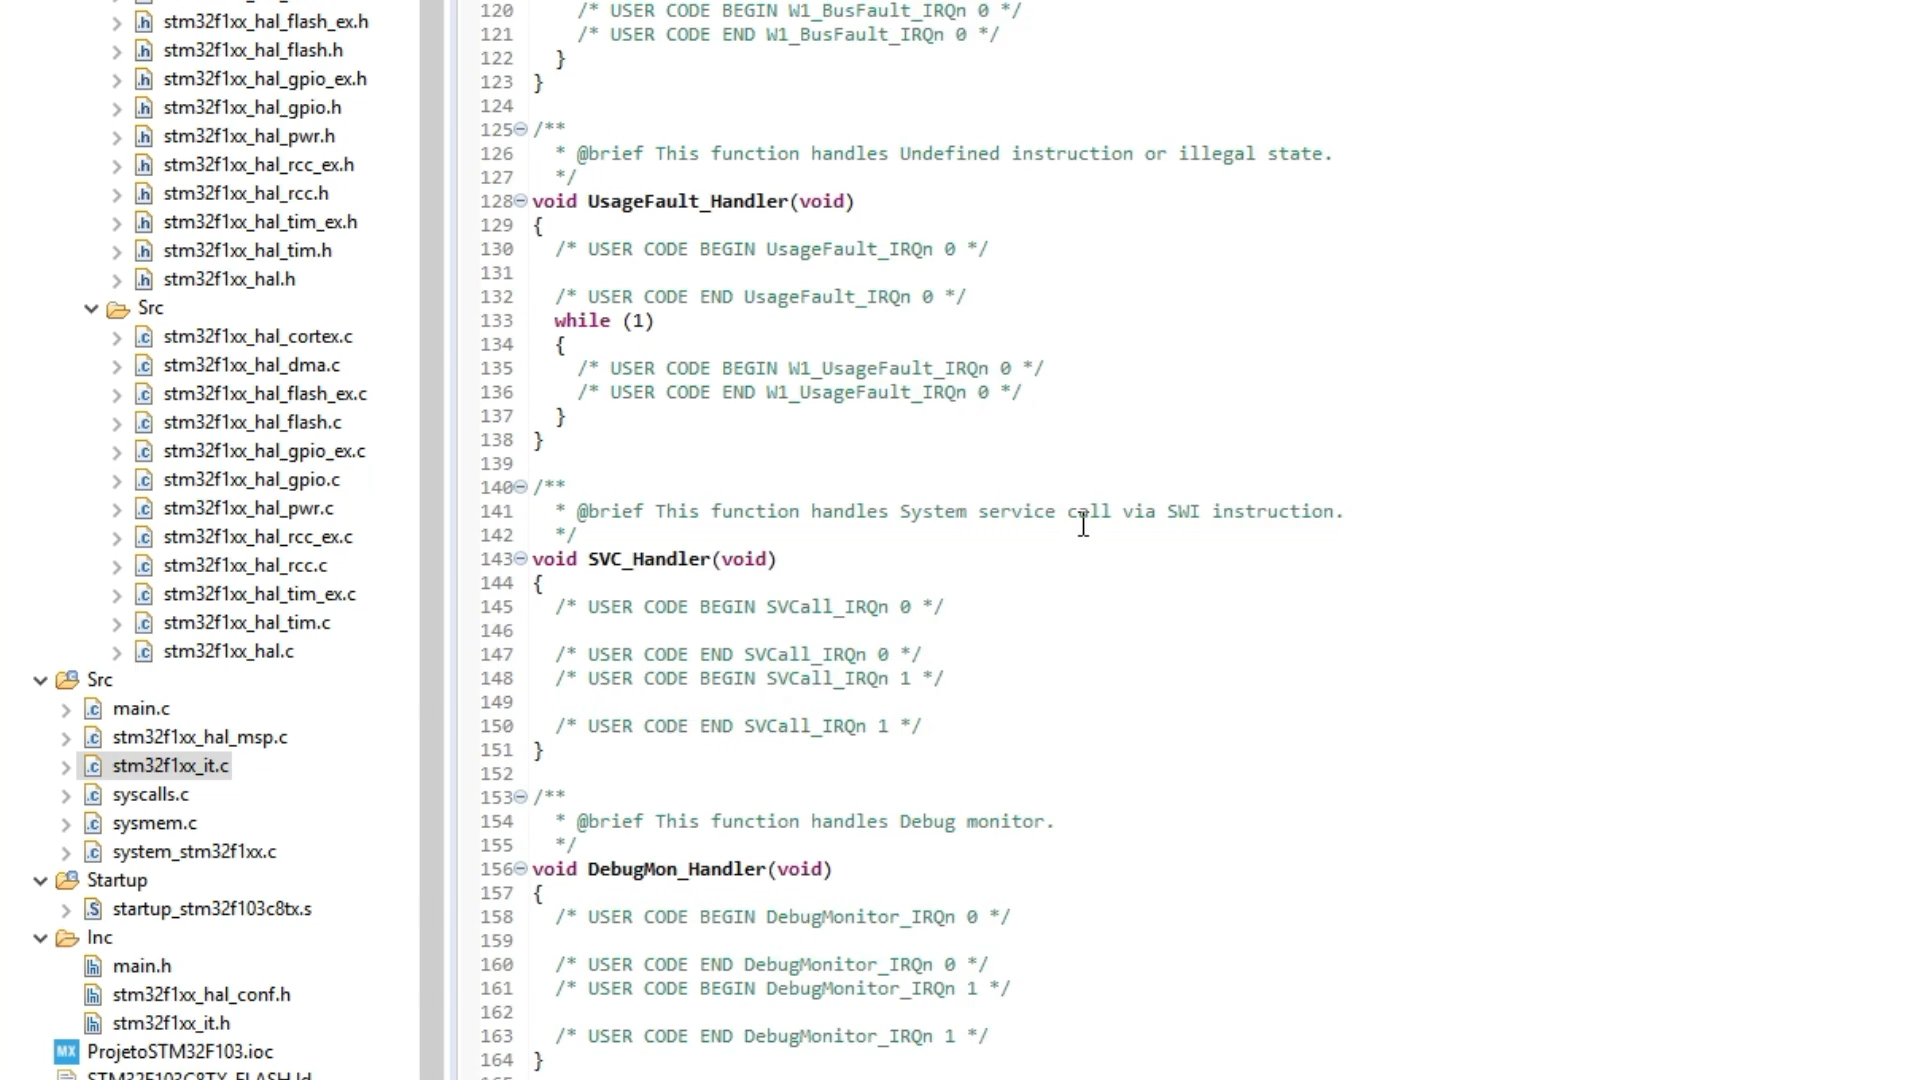 stm32f1xx_hal_flash_ex.h
stm32f1xx_hal_flash.h
stm32f1xx_hal_gpio_ex.h
stm32f1xx_hal_gpio.h
stm32f1xx_hal_pwr.h
stm32f1xx_hal_rcc_ex.h
stm32f1xx_hal_rcc.h
stm32f1xx_hal_tim_ex.h
stm32f1xx_hal_tim.h
stm32f1xx_hal.h
Src
stm32f1xx_hal_cortex.c
stm32f1xx_hal_dma.c
stm32f1xx_hal_flash_ex.c
stm32f1xx_hal_flash.c
stm32f1xx_hal_gpio_ex.c
stm32f1xx_hal_gpio.c
stm32f1xx_hal_pwr.c
stm32f1xx_hal_rcc_ex.c
stm32f1xx_hal_rcc.c
stm32f1xx_hal_tim_ex.c
stm32f1xx_hal_tim.c
stm32f1xx_hal.c
Src
main.c
stm32f1xx_hal_msp.c
stm32f1xx_it.c
syscalls.c
sysmem.c
system_stm32f1xx.c
Startup
startup_stm32f103c8tx.s
Inc
main.h
stm32f1xx_hal_conf.h
stm32f1xx_it.h
MX ProjetoSTM32F103.ioc
STM32F103C8TX_FLASH.ld
120 /* USER CODE BEGIN W1_BusFault_IRQn 0 */
121 /* USER CODE END W1_BusFault_IRQn 0 */
122 }
123 }
124
125 /**
126 * @brief This function handles Undefined instruction or illegal state.
127 */
128 void UsageFault_Handler(void)
129 {
130 /* USER CODE BEGIN UsageFault_IRQn 0 */
131
132 /* USER CODE END UsageFault_IRQn 0 */
133 while (1)
134 {
135 /* USER CODE BEGIN W1_UsageFault_IRQn 0 */
136 /* USER CODE END W1_UsageFault_IRQn 0 */
137 }
138 }
139
140 /**
141 * @brief This function handles System service call via SWI instruction.
142 */
143 void SVC_Handler(void)
144 {
145 /* USER CODE BEGIN SVCall_IRQn 0 */
146
147 /* USER CODE END SVCall_IRQn 0 */
148 /* USER CODE BEGIN SVCall_IRQn 1 */
149
150 /* USER CODE END SVCall_IRQn 1 */
151 }
152
153 /**
154 * @brief This function handles Debug monitor.
155 */
156 void DebugMon_Handler(void)
157 {
158 /* USER CODE BEGIN DebugMonitor_IRQn 0 */
159
160 /* USER CODE END DebugMonitor_IRQn 0 */
161 /* USER CODE BEGIN DebugMonitor_IRQn 1 */
162
163 /* USER CODE END DebugMonitor_IRQn 1 */
164 }